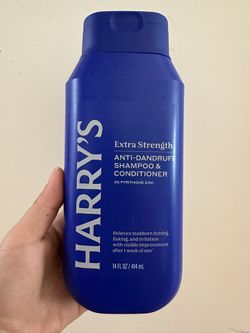 HARRY'S
Extra Strength
ANTI-DANDRUFF
SHAMPOO &
CONDITIONER
2% PYRITHIONE ZINC
Relieves stubborn itching,
flaking, and irritation
with visible improvement
after 1 week of use*
14 FL OZ / 414 mL